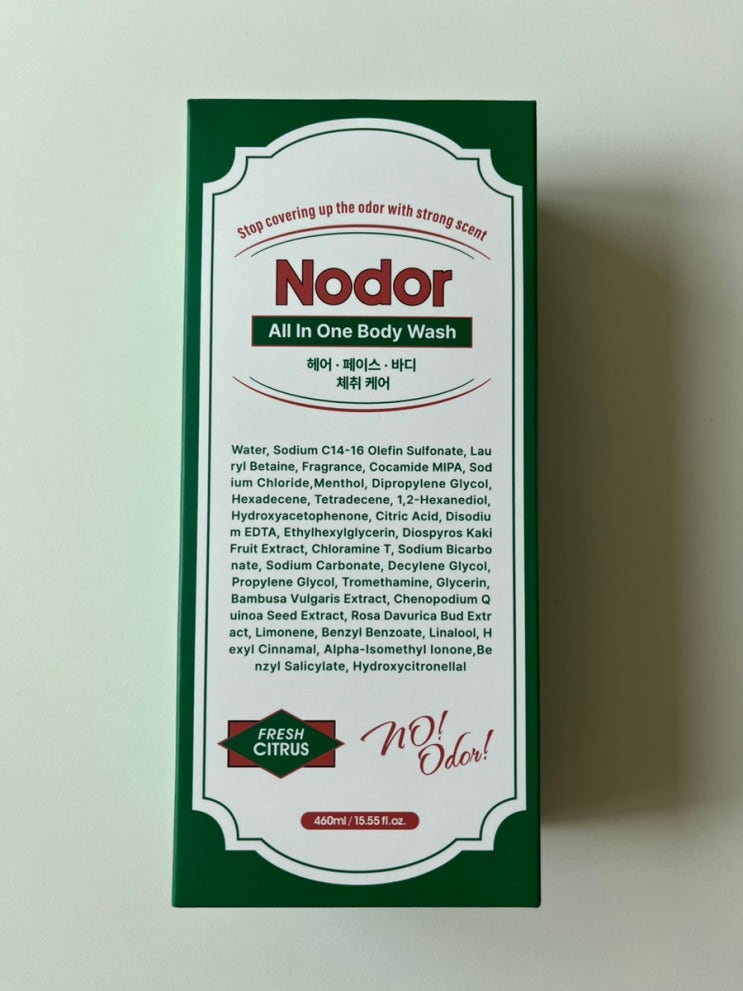 Stop covering up the odor with strong scent
Nodor
All In One Body Wash
헤어 · 페이스 · 바디
체취 케어
Water, Sodium C14-16 Olefin Sulfonate, Lau
ryl Betaine, Fragrance, Cocamide MIPA, Sod
ium Chloride,Menthol, Dipropylene Glycol,
Hexadecene, Tetradecene, 1,2-Hexanediol,
Hydroxyacetophenone, Citric Acid, Disodiu
m EDTA, Ethylhexylglycerin, Diospyros Kaki
Fruit Extract, Chloramine T, Sodium Bicarbo
nate, Sodium Carbonate, Decylene Glycol,
Propylene Glycol, Tromethamine, Glycerin,
Bambusa Vulgaris Extract, Chenopodium Q
uinoa Seed Extract, Rosa Davurica Bud Extr
act, Limonene, Benzyl Benzoate, Linalool, H
exyl Cinnamal, Alpha-Isomethyl Ionone,Be
nzyl Salicylate, Hydroxycitronellal
FRESH
CITRUS
NO!
Odor!
460ml / 15.55 fl.oz.